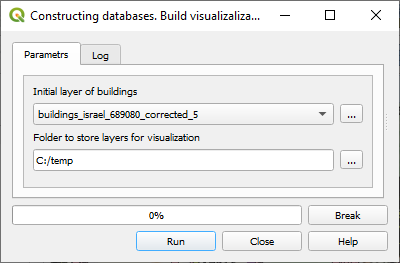 Constructing databases. Build visualizaliza...
Parametrs
Log
Initial layer of buildings
buildings_israel_689080_corrected_5
...
Folder to store layers for visualization
C:/temp
...
0%
Break
Run
Close
Help